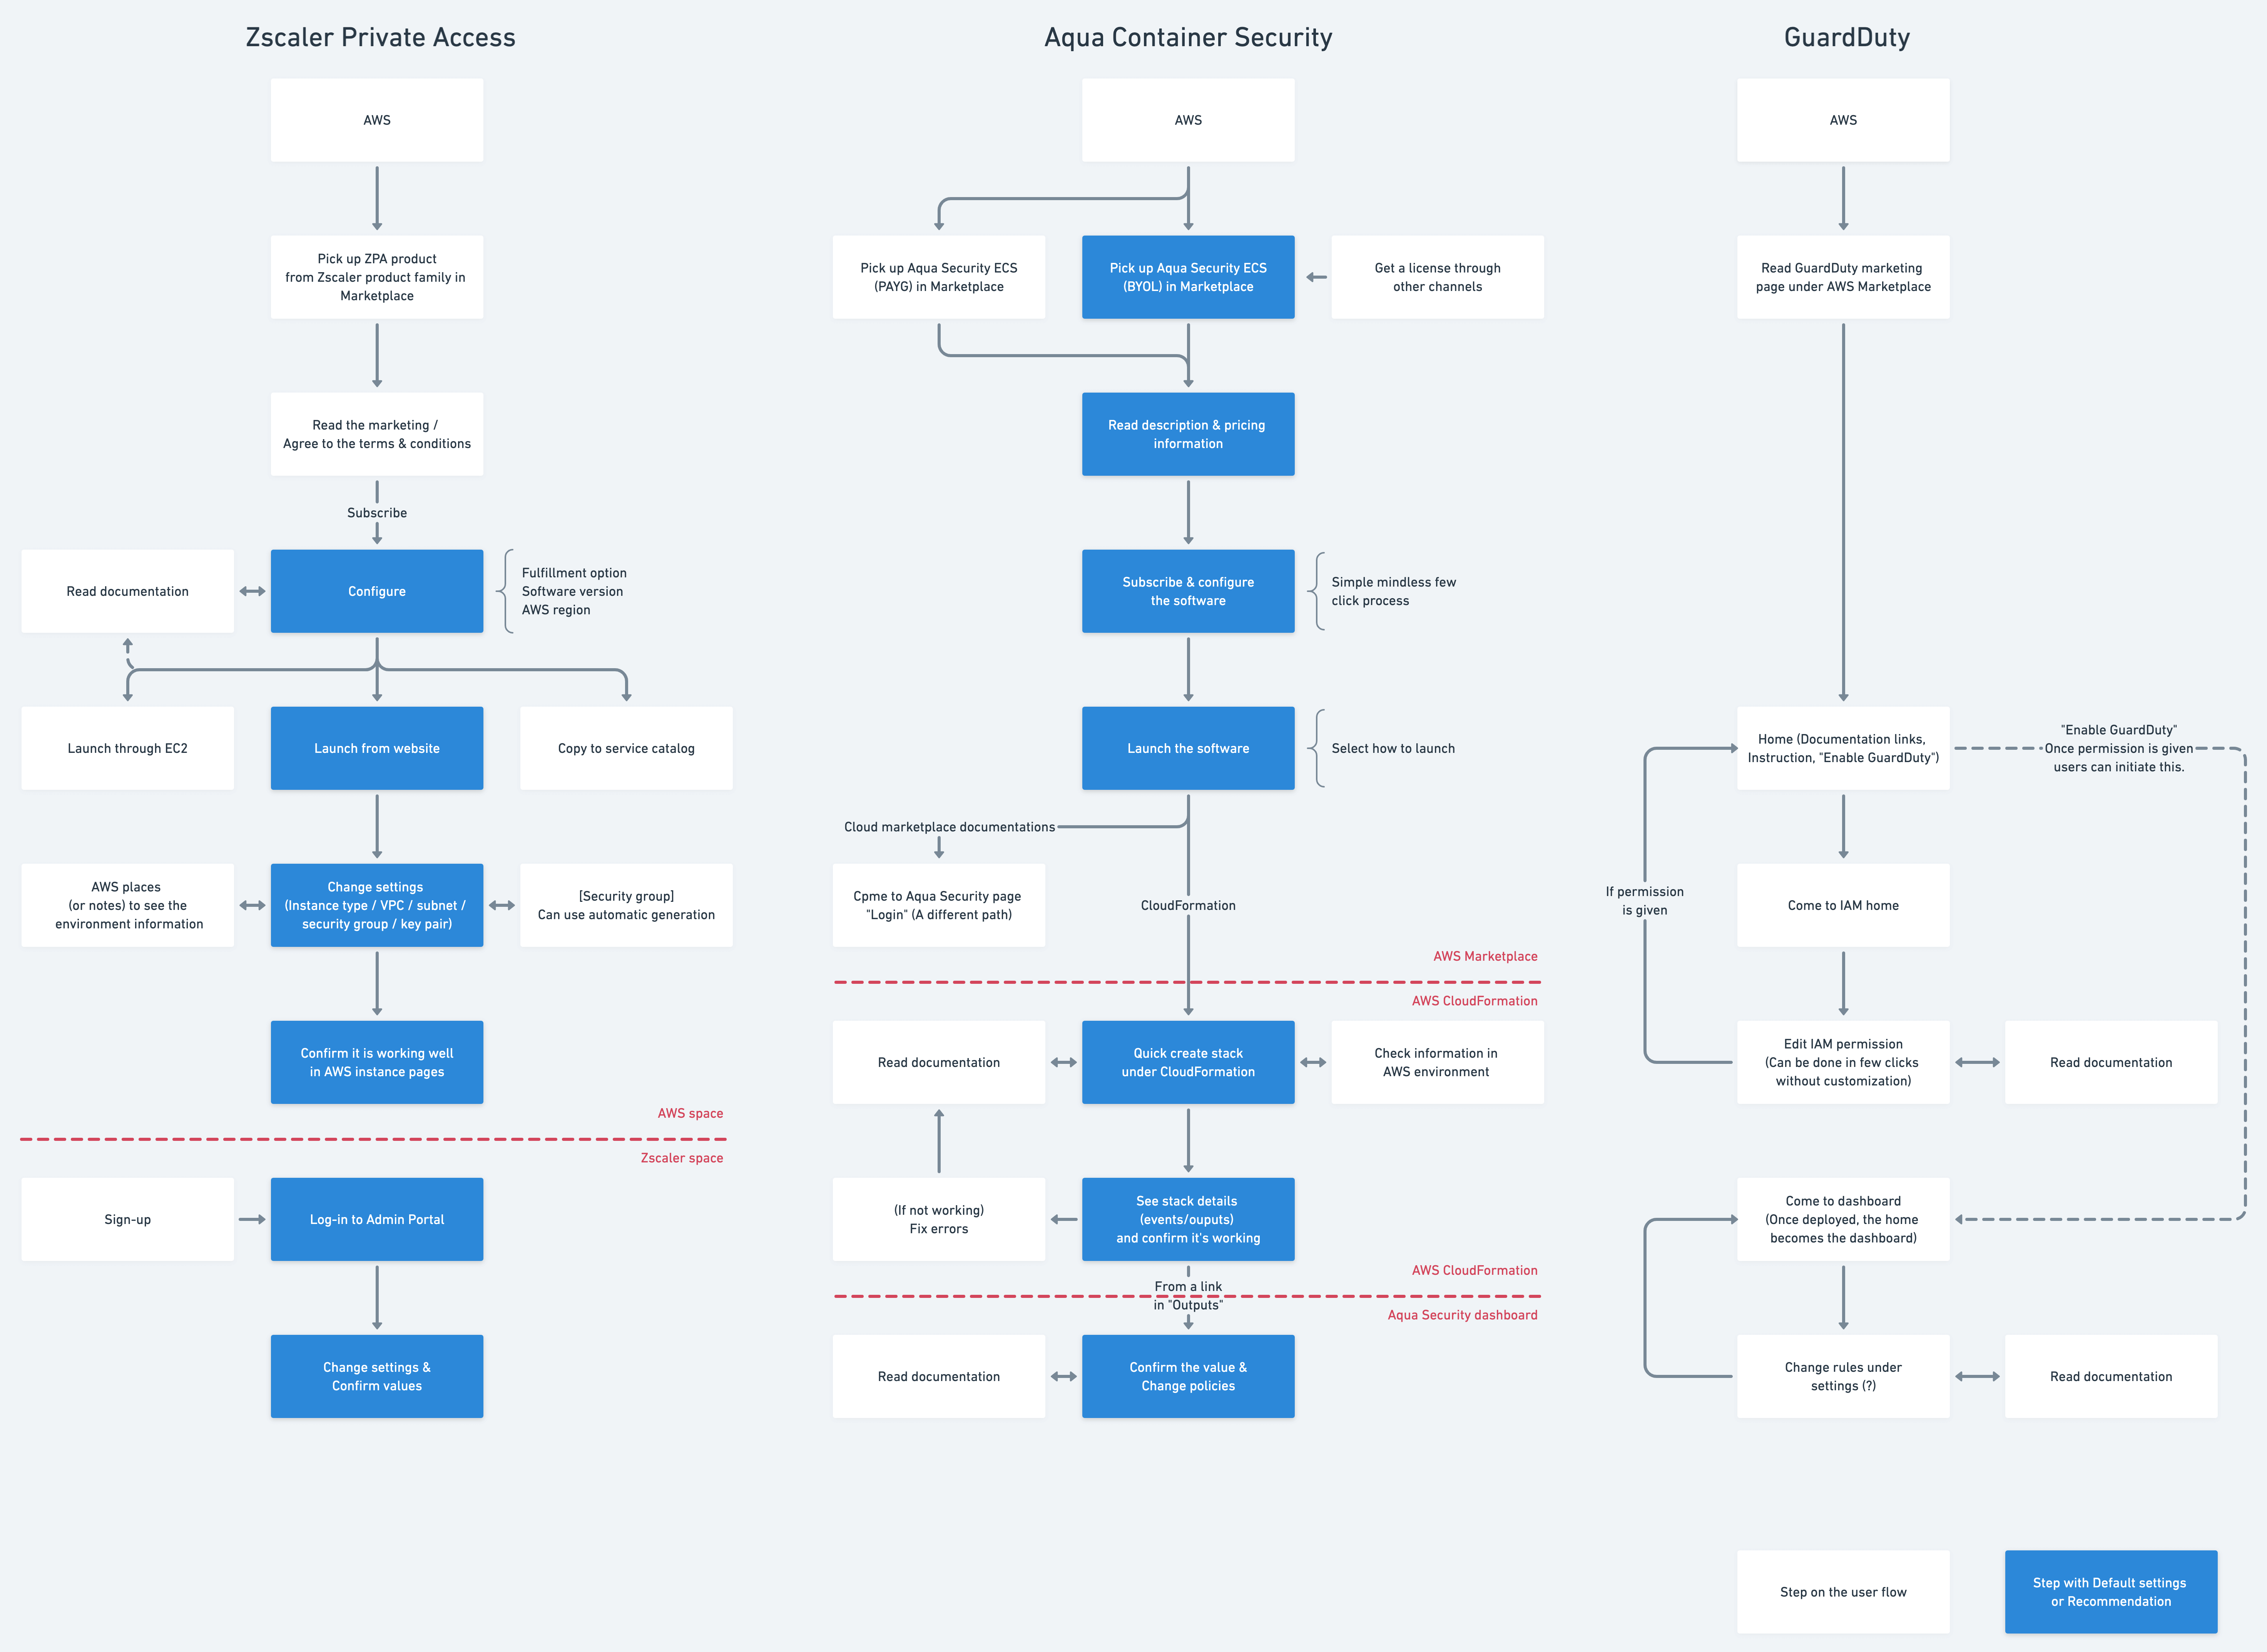 Zscaler Private Access
AWS
Pick up ZPA product
from Zscaler product family in
Marketplace
Read the marketing /
Agree to the terms & conditions
Subscribe
Read documentation
Configure
Fulfillment option
Software version
AWS region
Launch through EC2
Launch from website
Copy to service catalog
AWS places
(or notes) to see the
environment information
Change settings
(Instance type / VPC / subnet /
security group / key pair)
[Security group]
Can use automatic generation
Confirm it is working well
in AWS instance pages
AWS space
Zscaler space
Sign-up
Log-in to Admin Portal
Change settings &
Confirm values
Aqua Container Security
AWS
Pick up Aqua Security ECS
(PAYG) in Marketplace
Pick up Aqua Security ECS
(BYOL) in Marketplace
Get a license through
other channels
Read description & pricing
information
Subscribe & configure
the software
Simple mindless few
click process
Launch the software
Select how to launch
Cloud marketplace documentations
Cpme to Aqua Security page
"Login" (A different path)
CloudFormation
AWS Marketplace
AWS CloudFormation
Read documentation
Quick create stack
under CloudFormation
Check information in
AWS environment
(If not working)
Fix errors
See stack details
(events/ouputs)
and confirm it's working
AWS CloudFormation
From a link
in "Outputs"
Aqua Security dashboard
Read documentation
Confirm the value &
Change policies
GuardDuty
AWS
Read GuardDuty marketing
page under AWS Marketplace
Home (Documentation links,
Instruction, "Enable GuardDuty")
"Enable GuardDuty"
Once permission is given
users can initiate this.
If permission
is given
Come to IAM home
Edit IAM permission
(Can be done in few clicks
without customization)
Read documentation
Come to dashboard
(Once deployed, the home
becomes the dashboard)
Change rules under
settings (?)
Read documentation
Step on the user flow
Step with Default settings
or Recommendation